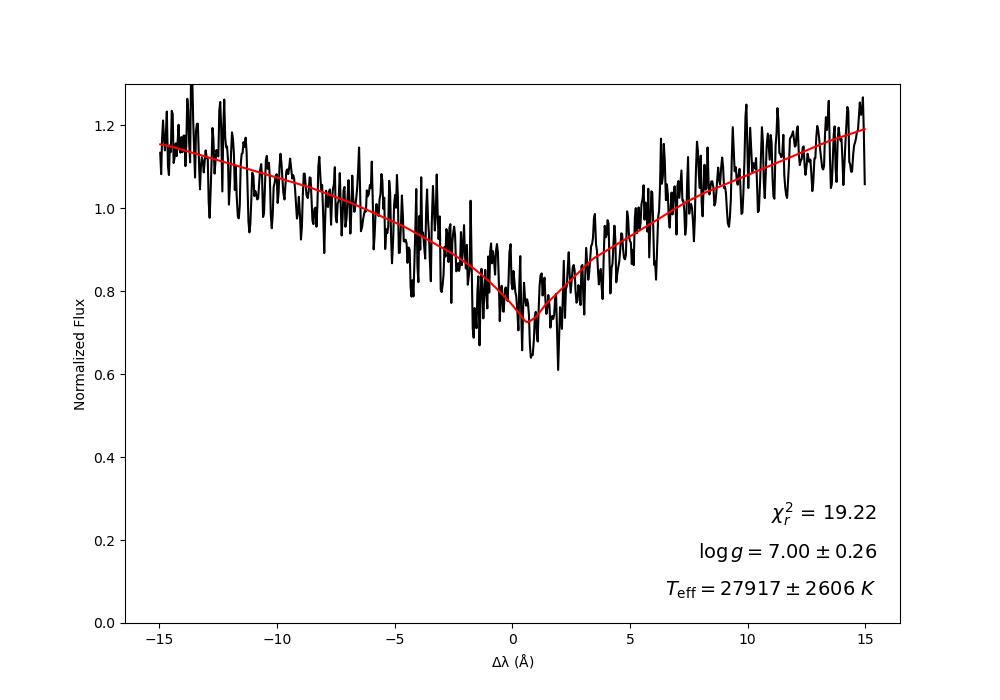 1.2
1.0
0.8
0.6
0.4
0.2
0.0
Normalized Flux
χ²ᵣ = 19.22
log g = 7.00 ± 0.26
T_eff = 27917 ± 2606 K
−15 −10 −5 0 5 10 15
Δλ (Å)